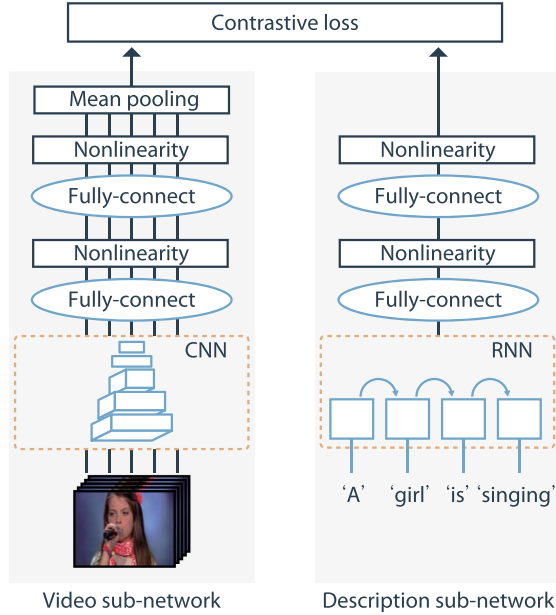 Contrastive loss
Mean pooling
Nonlinearity
Fully-connect
Nonlinearity
Fully-connect
CNN
Video sub-network
Nonlinearity
Fully-connect
Nonlinearity
Fully-connect
RNN
‘A’ ‘girl’ ‘is’ ‘singing’
Description sub-network